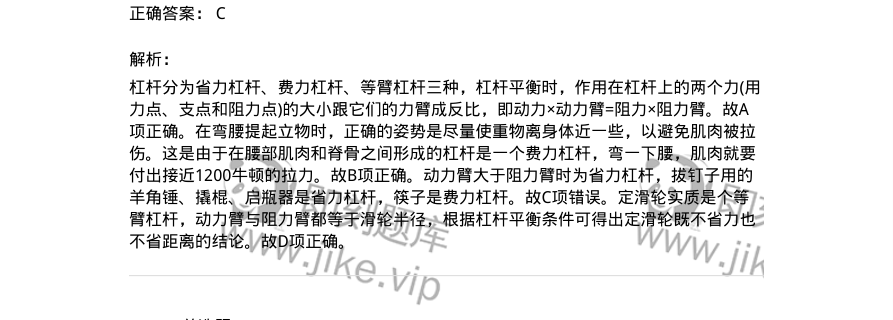 正确答案： C
解析：
杠杆分为省力杠杆、费力杠杆、等臂杠杆三种，杠杆平衡时，作用在杠杆上的两个力(用
力点、支点和阻力点)的大小跟它们的力臂成反比，即动力×动力臂=阻力×阻力臂。故A
项正确。在弯腰提起立物时，正确的姿势是尽量使重物离身体近一些，以避免肌肉被拉
伤。这是由于在腰部肌肉和脊骨之间形成的杠杆是一个费力杠杆，弯一下腰，肌肉就要
付出接近1200牛顿的拉力。故B项正确。动力臂大于阻力臂时为省力杠杆，拔钉子用的
羊角锤、撬棍、启瓶器是省力杠杆，筷子是费力杠杆。故C项错误。定滑轮实质是个等
臂杠杆，动力臂与阻力臂都等于滑轮半径，根据杠杆平衡条件可得出定滑轮既不省力也
不省距离的结论。故D项正确。
即刻题库
www.jike.vip
即刻
www.jik